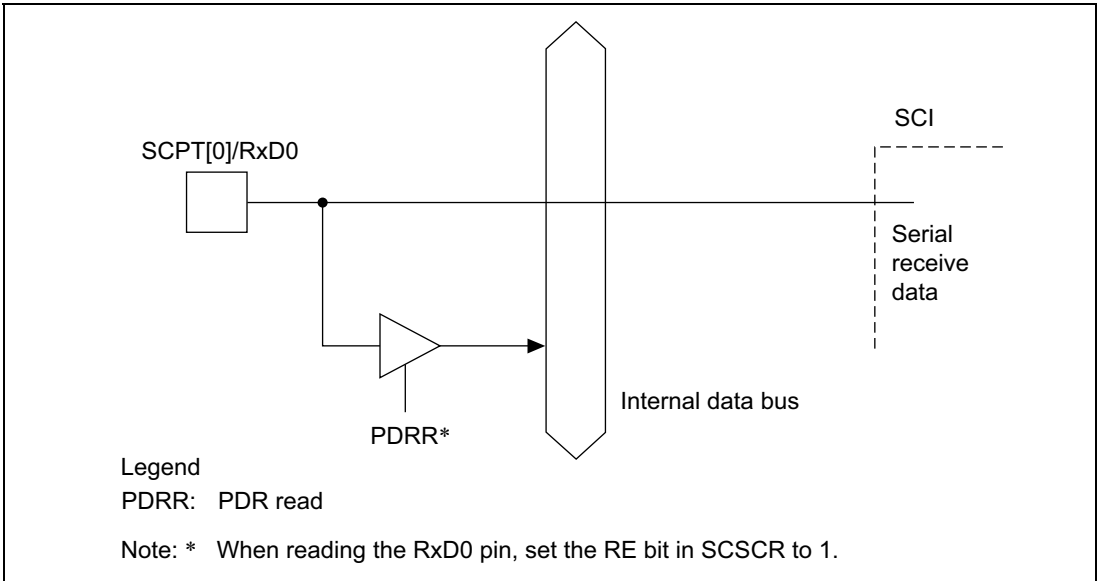 SCPT[0]/RxD0
SCI
Serial
receive
data
Internal data bus
PDRR*
Legend
PDRR: PDR read
Note: * When reading the RxD0 pin, set the RE bit in SCSCR to 1.